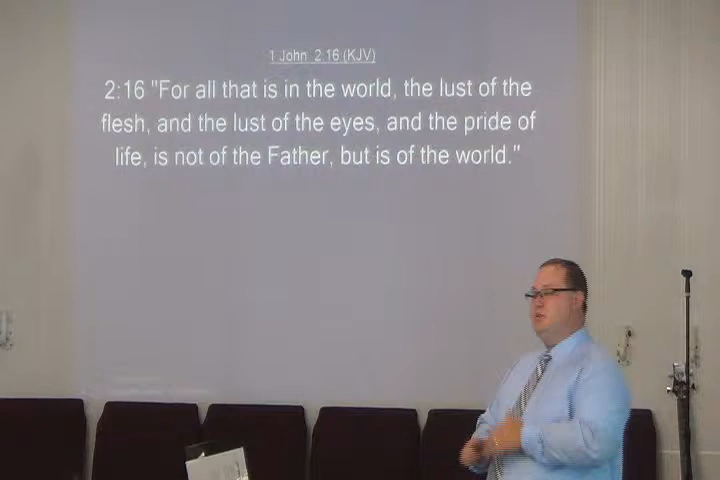 1 John 2:16 (KJV)
2:16 "For all that is in the world, the lust of the
flesh, and the lust of the eyes, and the pride of
life, is not of the Father, but is of the world."